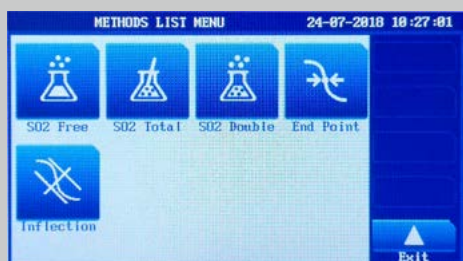 METHODS LIST MENU 24-07-2018 10:27:01
SO2 Free SO2 Total SO2 Double End Point
Inflection
Exit